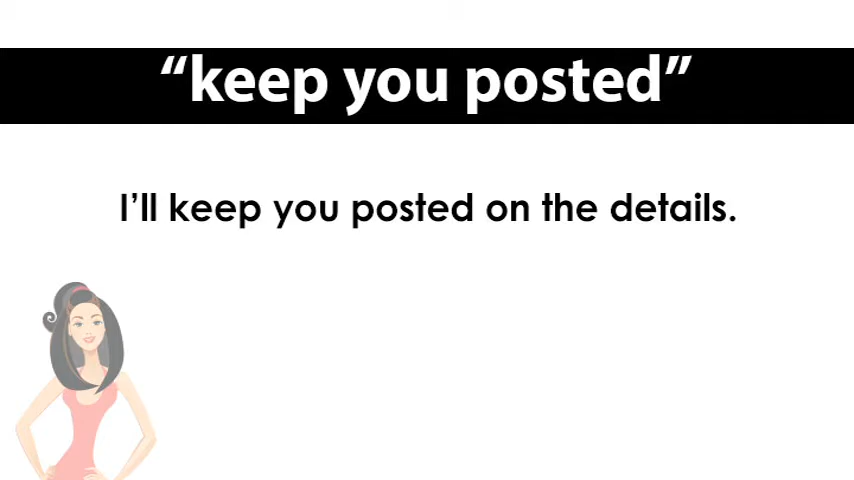 “keep you posted”
I’ll keep you posted on the details.